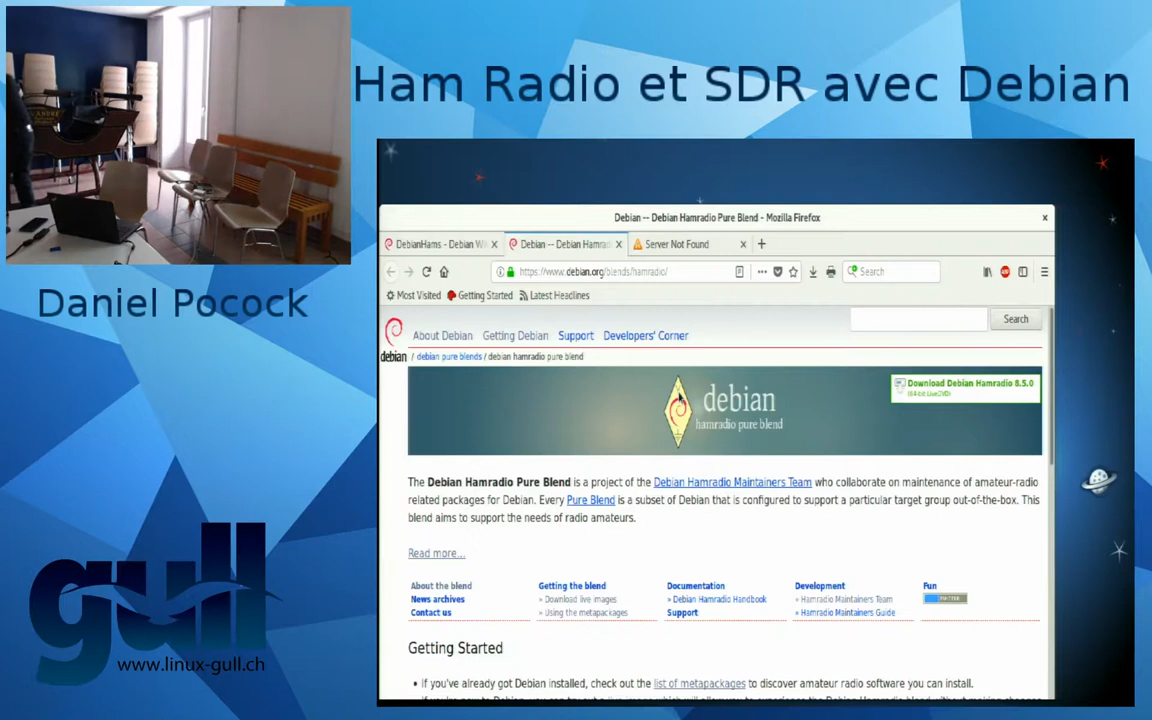 Ham Radio et SDR avec Debian
Daniel Pocock
gull
www.linux-gull.ch
Debian -- Debian Hamradio Pure Blend - Mozilla Firefox
DebianHams - Debian Wi
Debian -- Debian Hamra
Server Not Found
https://www.debian.org/blends/hamradio/
Search
Most Visited Getting Started Latest Headlines
Search
debian
About Debian Getting Debian Support Developers' Corner
/ debian pure blends / debian hamradio pure blend
debian
hamradio pure blend
Download Debian Hamradio 8.5.0
The Debian Hamradio Pure Blend is a project of the Debian Hamradio Maintainers Team who collaborate on maintenance of amateur-radio
related packages for Debian. Every Pure Blend is a subset of Debian that is configured to support a particular target group out-of-the-box. This
blend aims to support the needs of radio amateurs.
Read more...
About the blend
News archives
Contact us
Getting the blend
» Download live images
» Using the metapackages
Documentation
» Debian Hamradio Handbook
Support
Development
» Hamradio Maintainers Team
» Hamradio Maintainers Guide
Fun
TWITTER
Getting Started
• If you've already got Debian installed, check out the list of metapackages to discover amateur radio software you can install.